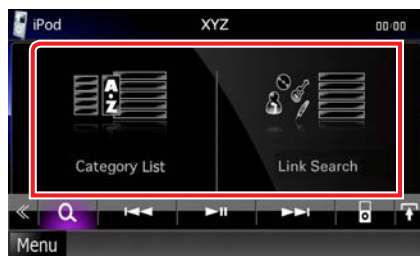 iPod XYZ 00:00
A
Z
Category List Link Search
Menu